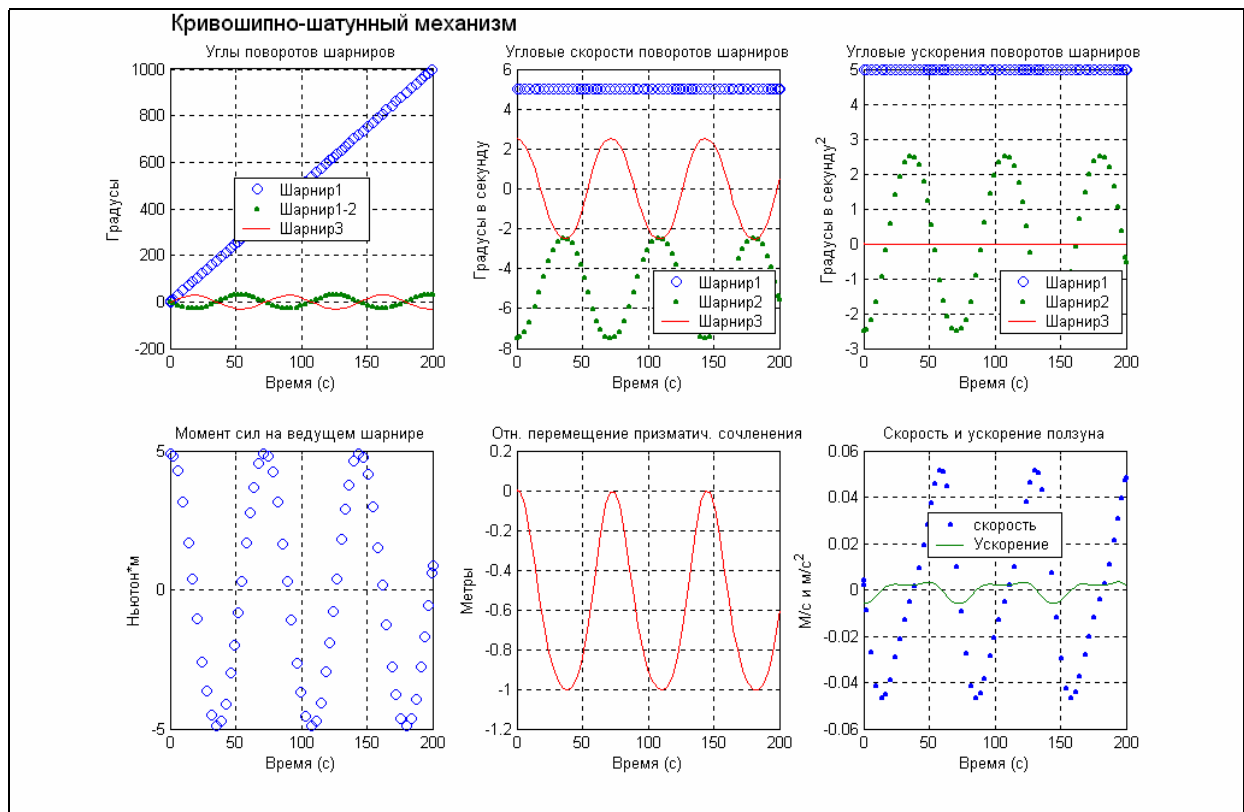 Кривошипно-шатунный механизм
Углы поворотов шарниров
Градусы
1000
800
600
400
200
0
-200
0
50
100
150
200
Время (с)
Шарнир1
Шарнир1-2
Шарнир3
Угловые скорости поворотов шарниров
Градусы в секунду
6
4
2
0
-2
-4
-6
-8
0
50
100
150
200
Время (с)
Шарнир1
Шарнир2
Шарнир3
Угловые ускорения поворотов шарниров
Градусы в секунду²
5
4
3
2
1
0
-1
-2
-3
0
50
100
150
200
Время (с)
Шарнир1
Шарнир2
Шарнир3
Момент сил на ведущем шарнире
Ньютон*м
5
0
-5
0
50
100
150
200
Время (с)
Отн. перемещение призматич. сочленения
Метры
0.2
0
-0.2
-0.4
-0.6
-0.8
-1
-1.2
0
50
100
150
200
Время (с)
Скорость и ускорение ползуна
М/с и м/с²
0.06
0.04
0.02
0
-0.02
-0.04
-0.06
0
50
100
150
200
Время (с)
скорость
Ускорение